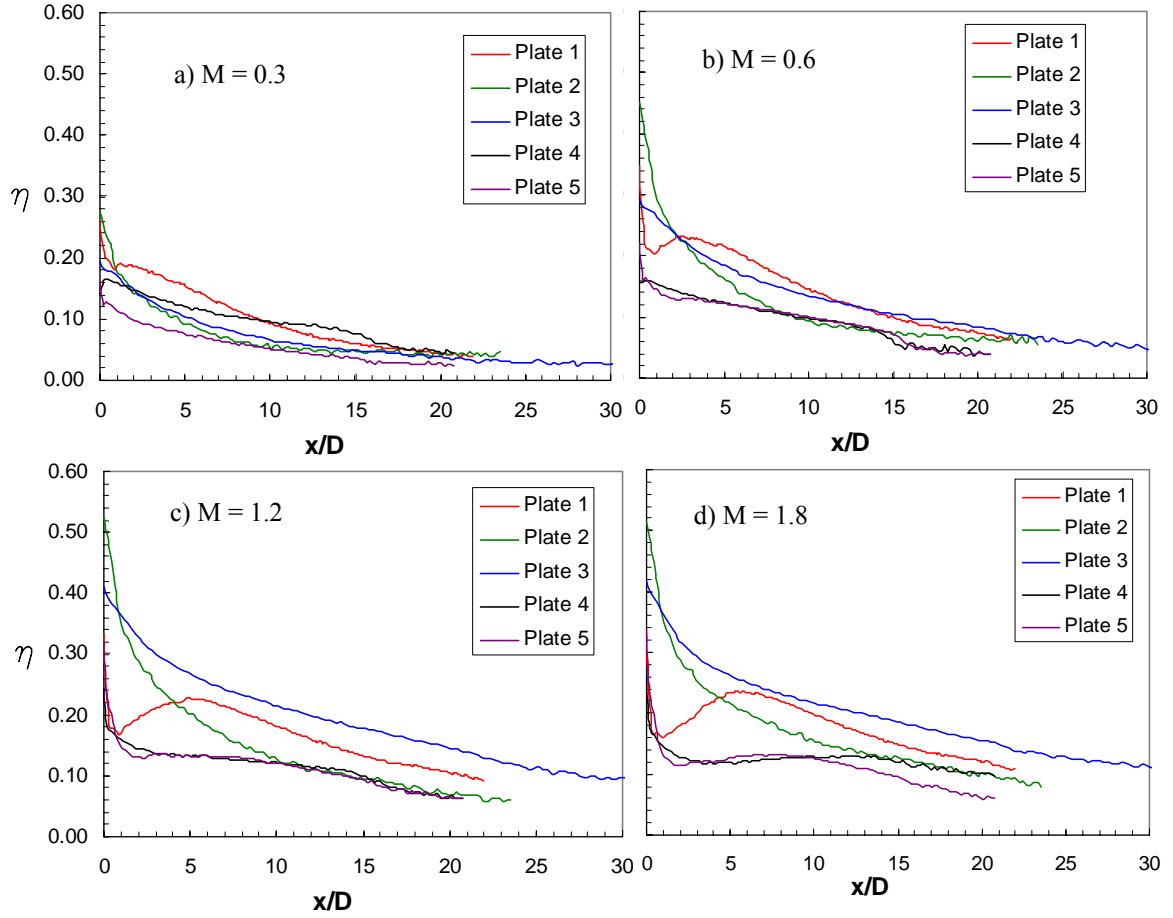 0.60
0.50
0.40
0.30
0.20
0.10
0.00
η
a) M = 0.3
Plate 1
Plate 2
Plate 3
Plate 4
Plate 5
0 5 10 15 20 25 30
x/D
b) M = 0.6
Plate 1
Plate 2
Plate 3
Plate 4
Plate 5
0 5 10 15 20 25 30
x/D
0.60
0.50
0.40
0.30
0.20
0.10
0.00
η
c) M = 1.2
Plate 1
Plate 2
Plate 3
Plate 4
Plate 5
0 5 10 15 20 25 30
x/D
d) M = 1.8
Plate 1
Plate 2
Plate 3
Plate 4
Plate 5
0 5 10 15 20 25 30
x/D